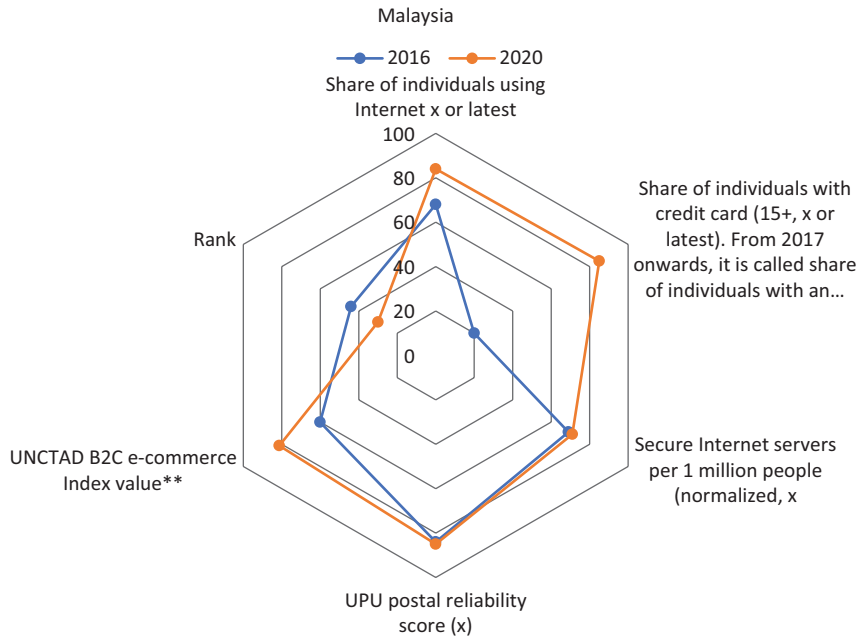 Malaysia
2016 2020
Share of individuals using
Internet x or latest
100
80
60
40
20
0
Share of individuals with
credit card (15+, x or
latest). From 2017
onwards, it is called share
of individuals with an…
Secure Internet servers
per 1 million people
(normalized, x
UPU postal reliability
score (x)
UNCTAD B2C e-commerce
Index value**
Rank